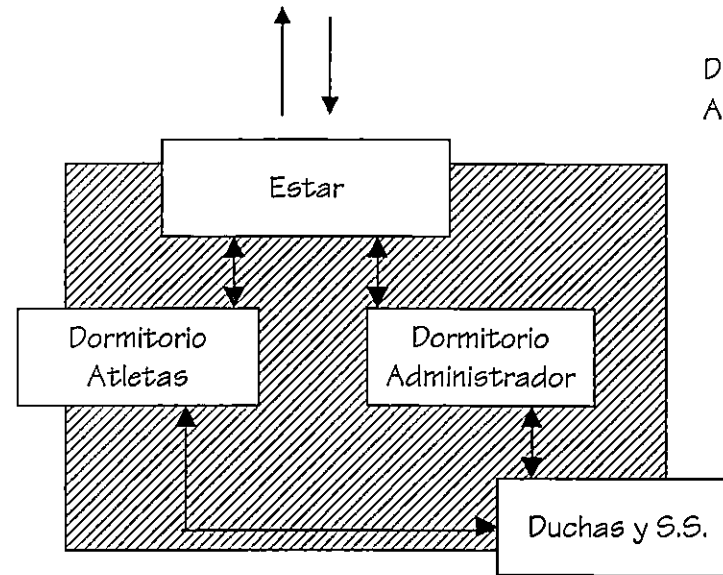 D
A
Estar
Dormitorio
Atletas
Dormitorio
Administrador
Duchas y S.S.